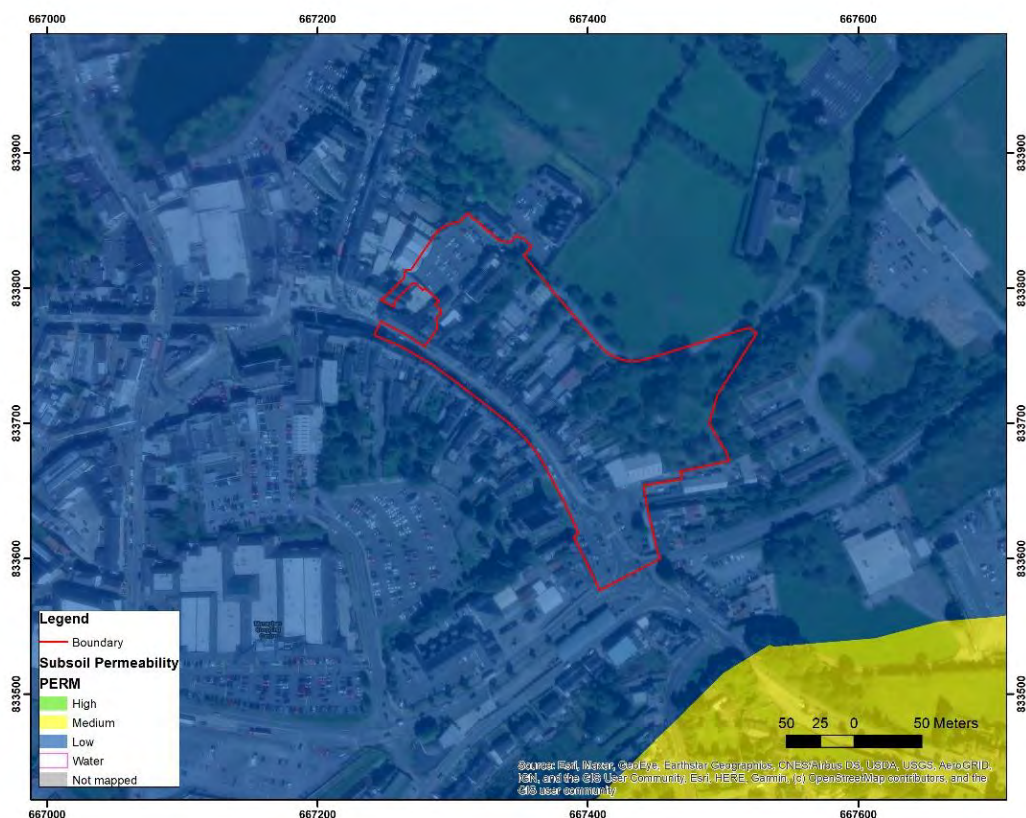 667000
667200
667400
667600
833900
833900
833800
833800
833700
833700
833600
833600
833500
833500
Legend
Boundary
Subsoil Permeability
PERM
High
Medium
Low
Water
Not mapped
50 25 0 50 Meters
Source: Esri, Maxar, GeoEye, Earthstar Geographics, CNES/Airbus DS, USDA, USGS, AeroGRID,
IGN, and the GIS User Community, Esri, HERE, Garmin, (c) OpenStreetMap contributors, and the
GIS user community
667000
667200
667400
667600